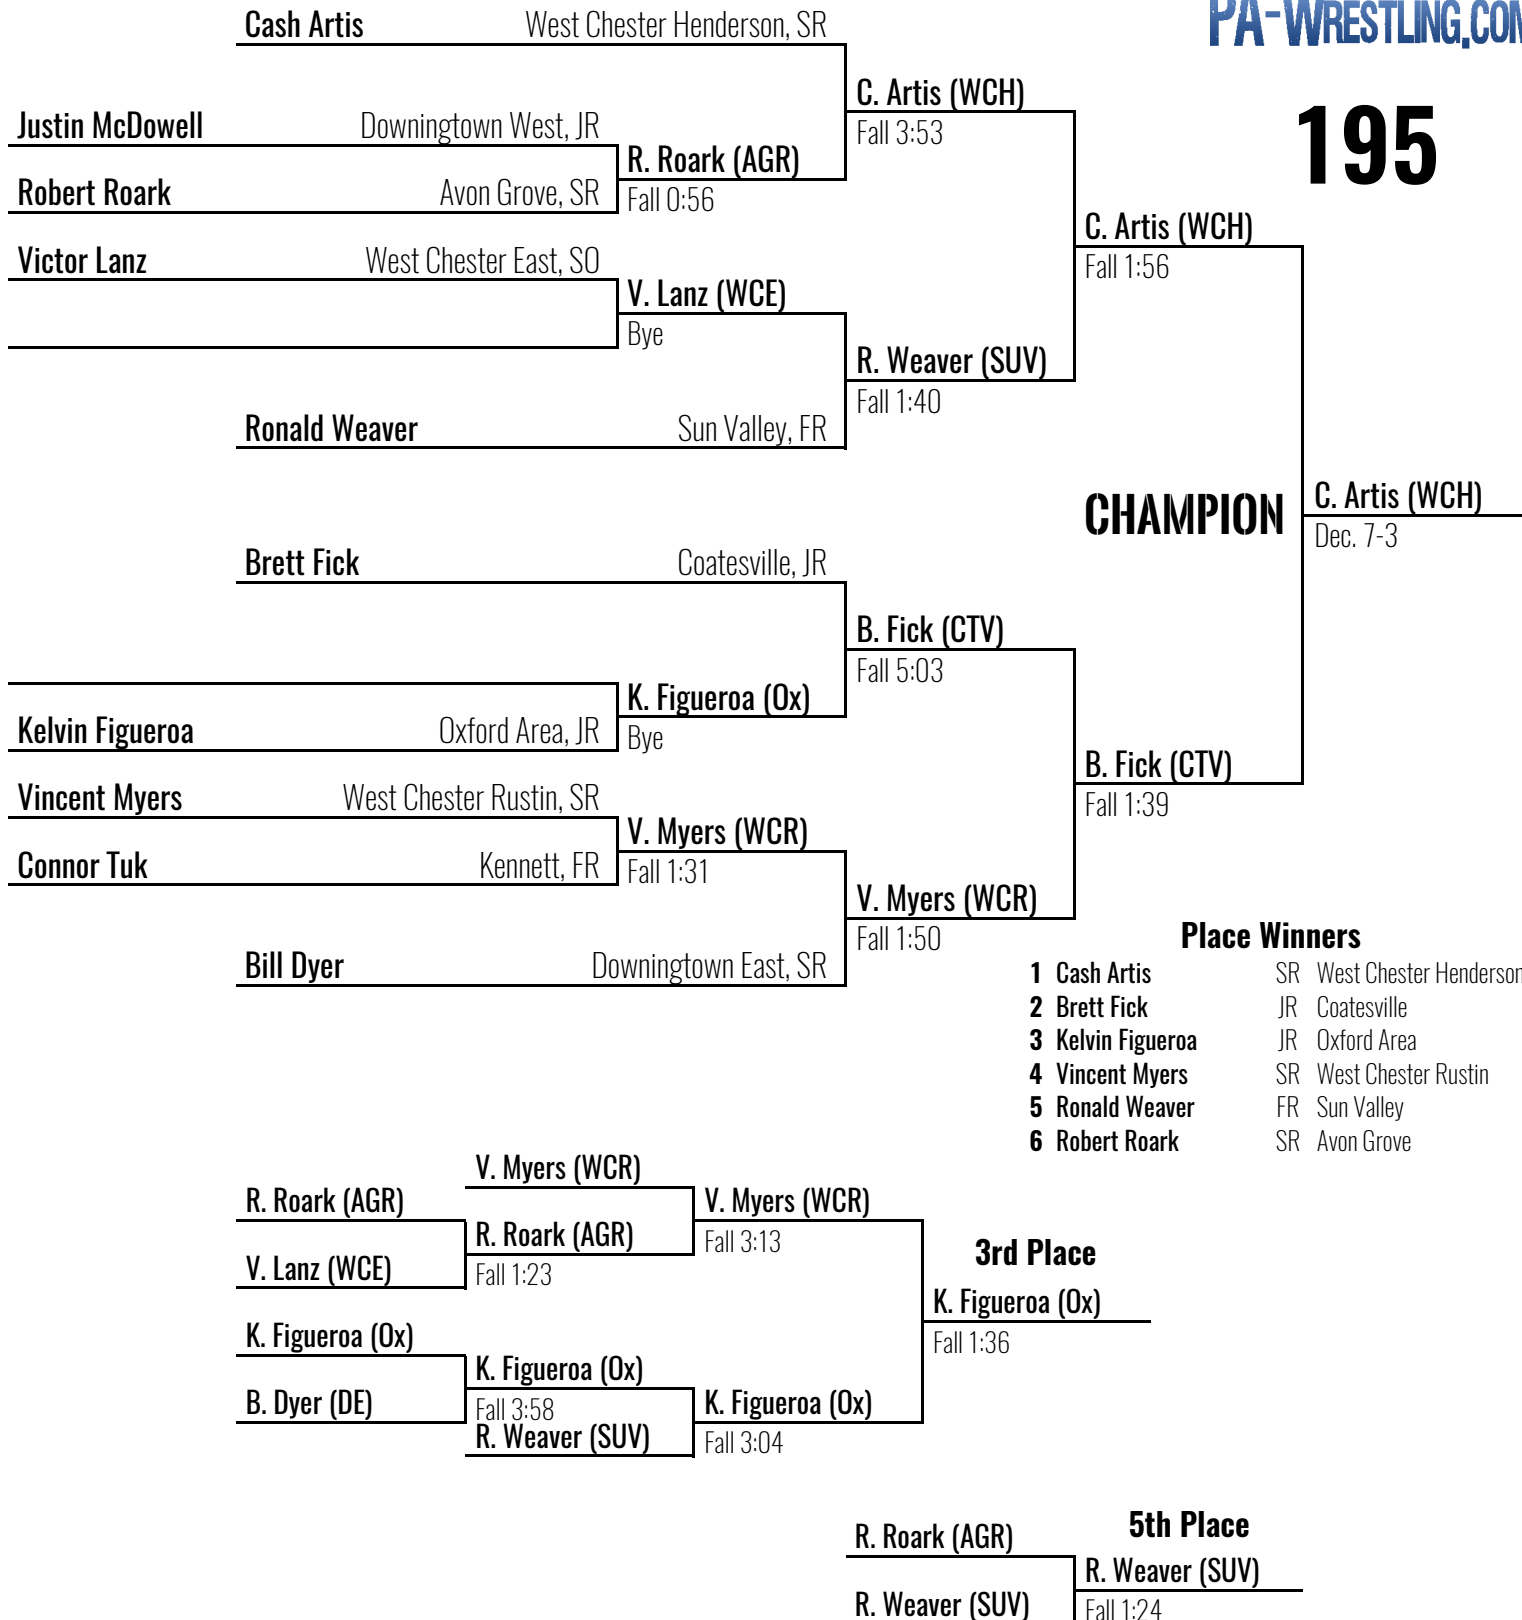 PA-WRESTLING.COM
195
Cash Artis West Chester Henderson, SR
Justin McDowell Downingtown West, JR
Robert Roark Avon Grove, SR
Victor Lanz West Chester East, SO
Ronald Weaver Sun Valley, FR
Brett Fick Coatesville, JR
Kelvin Figueroa Oxford Area, JR
Vincent Myers West Chester Rustin, SR
Connor Tuk Kennett, FR
Bill Dyer Downingtown East, SR
R. Roark (AGR)
Fall 0:56
V. Lanz (WCE)
Bye
K. Figueroa (Ox)
Bye
V. Myers (WCR)
Fall 1:31
C. Artis (WCH)
Fall 3:53
R. Weaver (SUV)
Fall 1:40
B. Fick (CTV)
Fall 5:03
V. Myers (WCR)
Fall 1:50
C. Artis (WCH)
Fall 1:56
B. Fick (CTV)
Fall 1:39
CHAMPION
C. Artis (WCH)
Dec. 7-3
Place Winners
1 Cash Artis SR West Chester Henderson
2 Brett Fick JR Coatesville
3 Kelvin Figueroa JR Oxford Area
4 Vincent Myers SR West Chester Rustin
5 Ronald Weaver FR Sun Valley
6 Robert Roark SR Avon Grove
R. Roark (AGR)
V. Lanz (WCE)
K. Figueroa (Ox)
B. Dyer (DE)
V. Myers (WCR)
R. Roark (AGR)
Fall 1:23
K. Figueroa (Ox)
Fall 3:58
R. Weaver (SUV)
V. Myers (WCR)
Fall 3:13
K. Figueroa (Ox)
Fall 3:04
3rd Place
K. Figueroa (Ox)
Fall 1:36
5th Place
R. Roark (AGR)
R. Weaver (SUV)
R. Weaver (SUV)
Fall 1:24